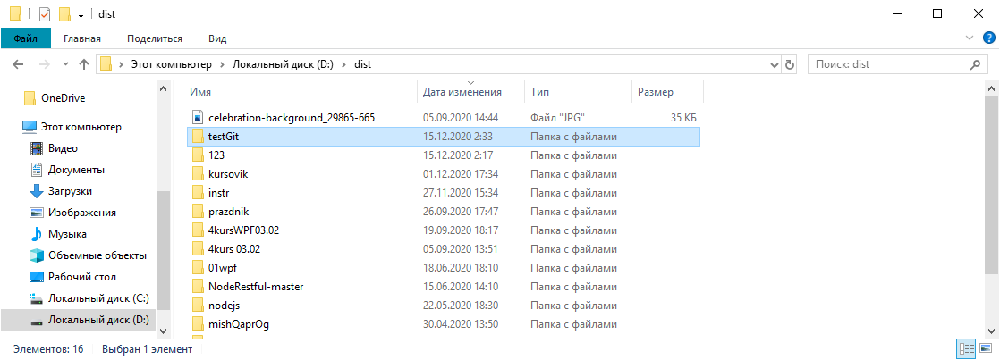 dist
Файл Главная Поделиться Вид
Этот компьютер Локальный диск (D:) dist
Поиск: dist
OneDrive
Этот компьютер
Видео
Документы
Загрузки
Изображения
Музыка
Объемные объекты
Рабочий стол
Локальный диск (C:)
Локальный диск (D:)
Имя Дата изменения Тип Размер
celebration-background_29865-665 05.09.2020 14:44 Файл "JPG" 35 КБ
testGit 15.12.2020 2:33 Папка с файлами
123 15.12.2020 2:17 Папка с файлами
kursovik 01.12.2020 17:34 Папка с файлами
instr 27.11.2020 15:34 Папка с файлами
prazdnik 26.09.2020 17:47 Папка с файлами
4kursWPF03.02 19.09.2020 18:17 Папка с файлами
4kurs 03.02 05.09.2020 13:51 Папка с файлами
01wpf 18.06.2020 18:10 Папка с файлами
NodeRestful-master 15.06.2020 14:10 Папка с файлами
nodejs 22.05.2020 18:30 Папка с файлами
mishQaprOg 30.04.2020 13:50 Папка с файлами
Элементов: 16 Выбран 1 элемент